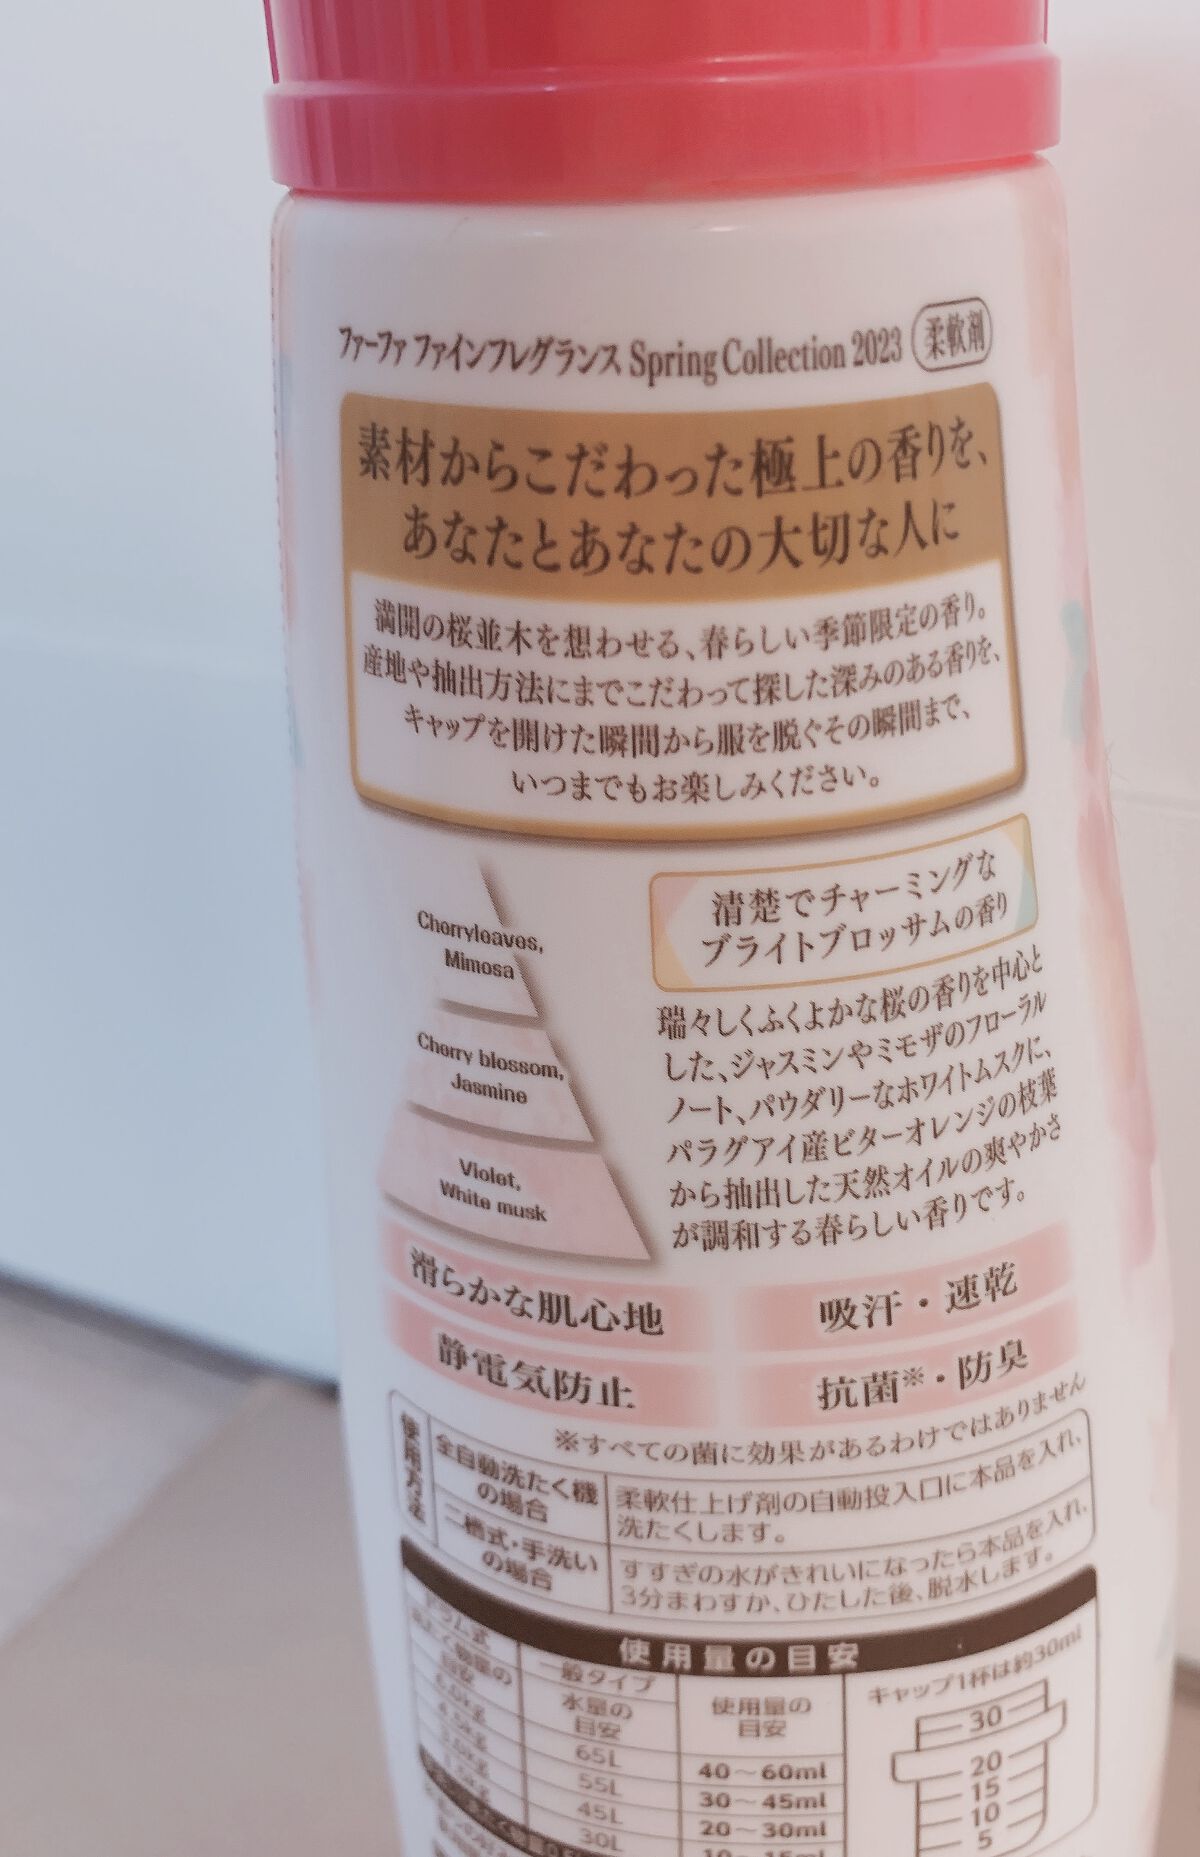 ファーファ ファインフレグランス Spring Collection 2023 柔軟剤
素材からこだわった極上の香りを、
あなたとあなたの大切な人に
満開の桜並木を想わせる、春らしい季節限定の香り。
産地や抽出方法にまでこだわって探した深みのある香りを、
キャップを開けた瞬間から服を脱ぐその瞬間まで、
いつまでもお楽しみください。
Cherryleaves,
Mimosa
Cherry blossom,
Jasmine
Violet,
White musk
清楚でチャーミングな
ブライトブロッサムの香り
瑞々しくふくよかな桜の香りを中心と
した、ジャスミンやミモザのフローラル
ノート、パウダリーなホワイトムスクに、
パラグアイ産ビターオレンジの枝葉
から抽出した天然オイルの爽やかさ
が調和する春らしい香りです。
滑らかな肌心地
吸汗・速乾
静電気防止
抗菌※・防臭
※すべての菌に効果があるわけではありません
使用方法
全自動洗たく機
の場合
柔軟仕上げ剤の自動投入口に本品を入れ、
洗たくします。
二槽式・手洗い
の場合
すすぎの水がきれいになったら本品を入れ、
3分まわすか、ひたした後、脱水します。
使用量の目安
ドラム式
洗たく物量の
目安
一般タイプ
水量の
目安
使用量の
目安
キャップ1杯は約30ml
6.0kg
65L
40～60ml
4.5kg
55L
30～45ml
3.0kg
45L
20～30ml
30L
10～15ml
30
20
15
10
5